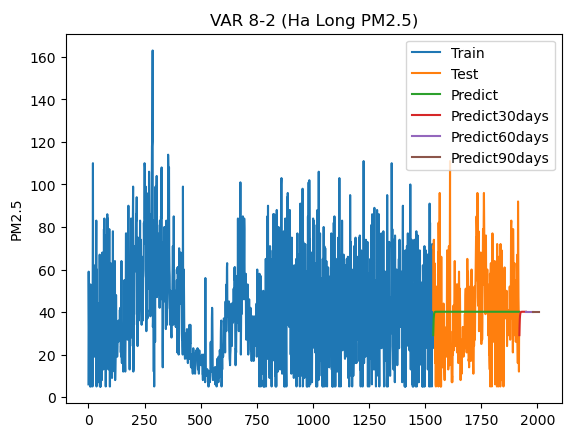 VAR 8-2 (Ha Long PM2.5)
160
140
120
100
80
60
40
20
0
PM2.5
Train
Test
Predict
Predict30days
Predict60days
Predict90days
0
250
500
750
1000
1250
1500
1750
2000